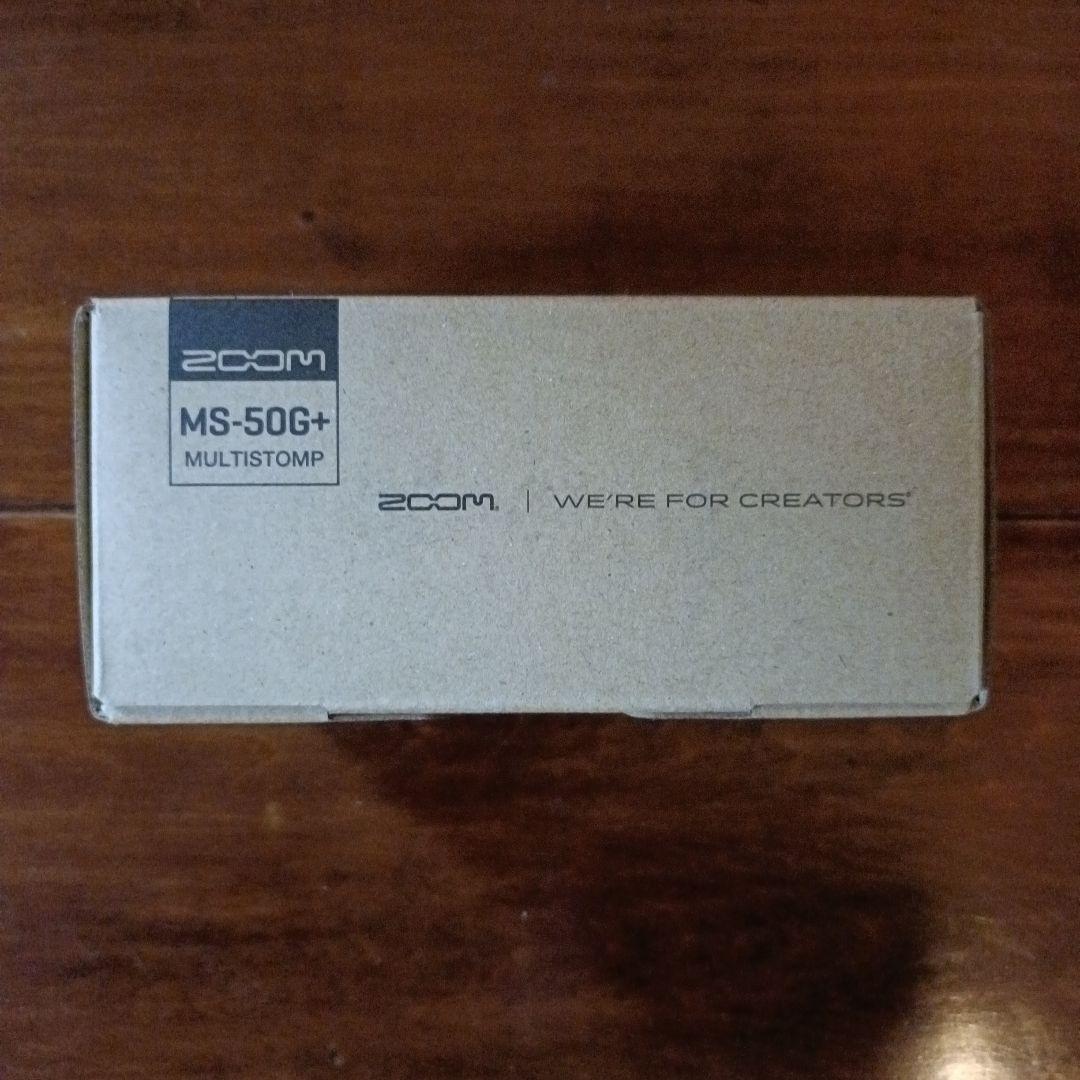 ZOOM
MS-50G+
MULTISTOMP
ZOOM® | WE'RE FOR CREATORS®